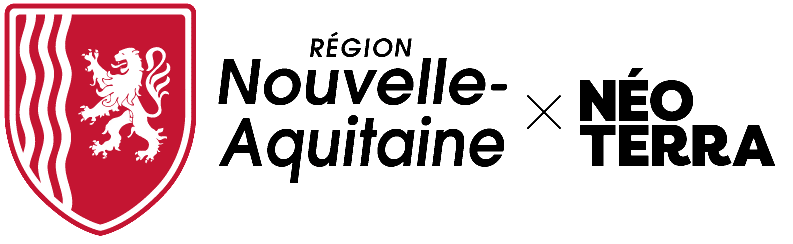 RÉGION
Nouvelle-
Aquitaine
×
NÉO
TERRA